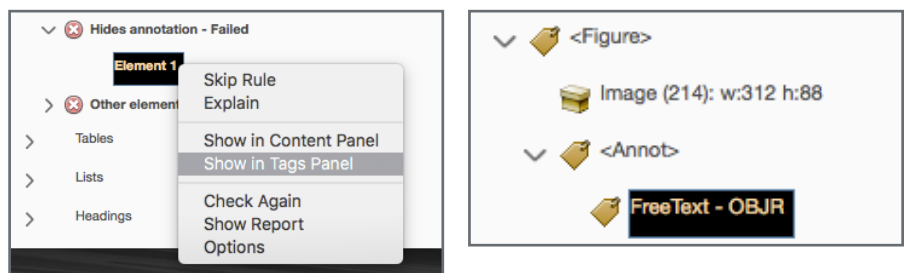 Hides annotation - Failed
Element 1
Skip Rule
Explain
Other element
Tables
Show in Content Panel
Show in Tags Panel
Lists
Check Again
Headings
Show Report
Options
<Figure>
Image (214): w:312 h:88
<Annot>
FreeText - OBJR